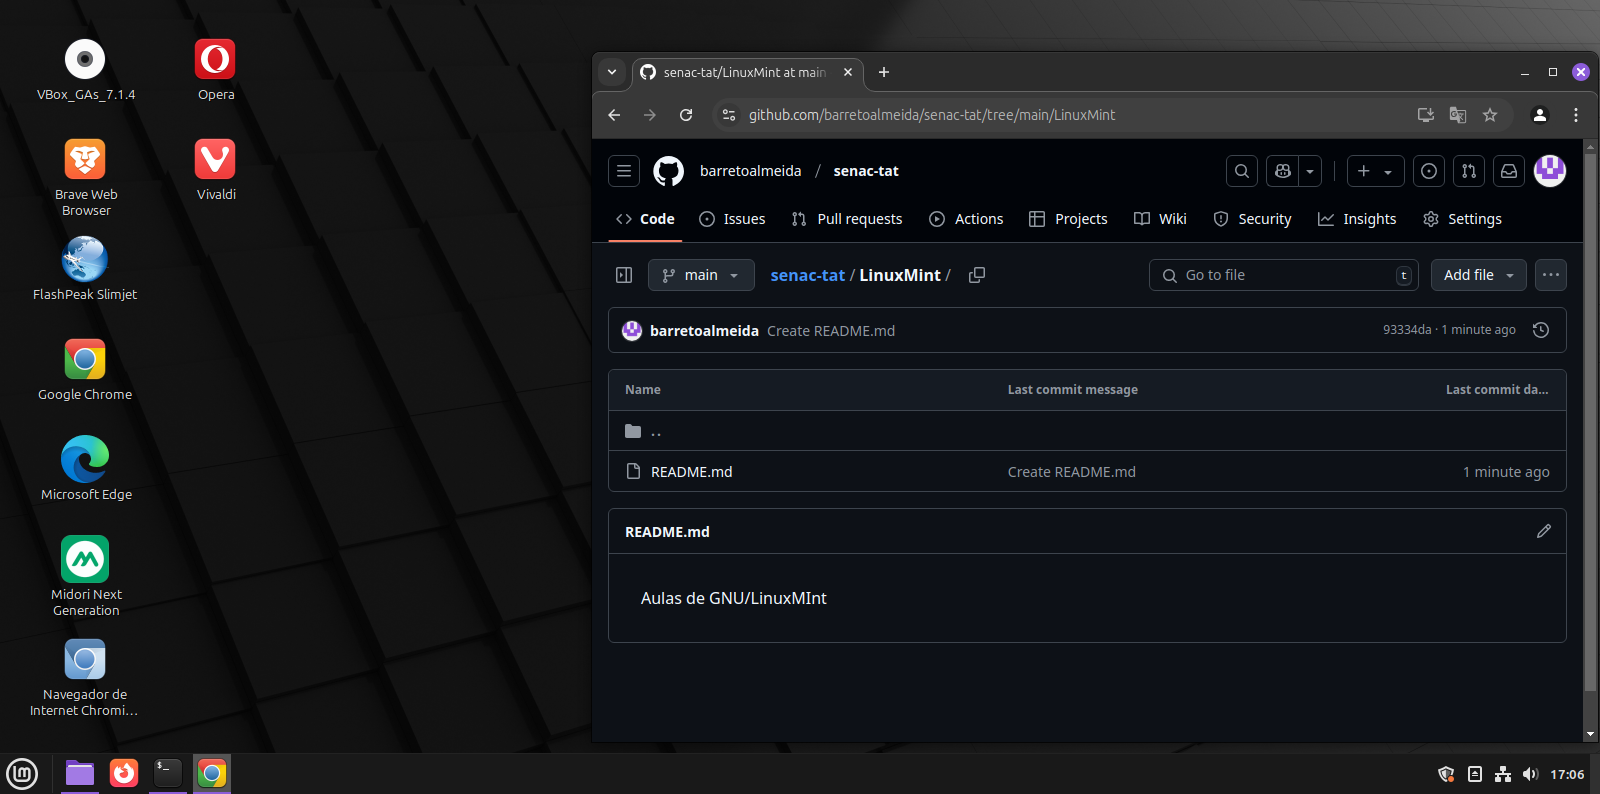 VBox_GAs_7.1.4
Opera
Brave Web
Browser
Vivaldi
FlashPeak Slimjet
Google Chrome
Microsoft Edge
Midori Next
Generation
Navegador de
Internet Chromi...
senac-tat/LinuxMint at main
github.com/barretoalmeida/senac-tat/tree/main/LinuxMint
barretoalmeida / senac-tat
Code Issues Pull requests Actions Projects Wiki Security Insights Settings
main senac-tat / LinuxMint / Go to file t Add file
barretoalmeida Create README.md 93334da · 1 minute ago
Name Last commit message Last commit da...
..
README.md Create README.md 1 minute ago
README.md
Aulas de GNU/LinuxMInt
17:06